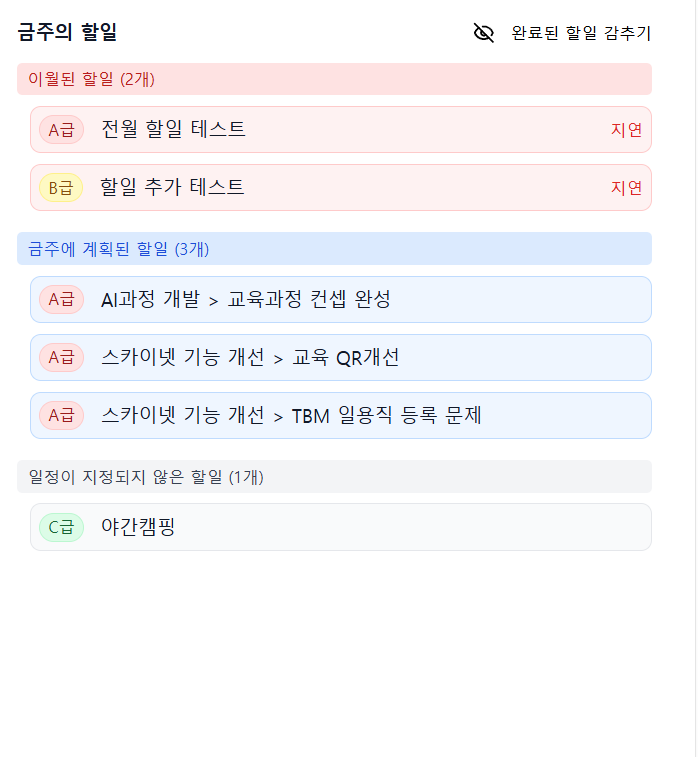 금주의 할일 완료된 할일 감추기
이월된 할일 (2개)
A급 전월 할일 테스트 지연
B급 할일 추가 테스트 지연
금주에 계획된 할일 (3개)
A급 AI과정 개발 > 교육과정 컨셉 완성
A급 스카이넷 기능 개선 > 교육 QR개선
A급 스카이넷 기능 개선 > TBM 일용직 등록 문제
일정이 지정되지 않은 할일 (1개)
C급 야간캠핑